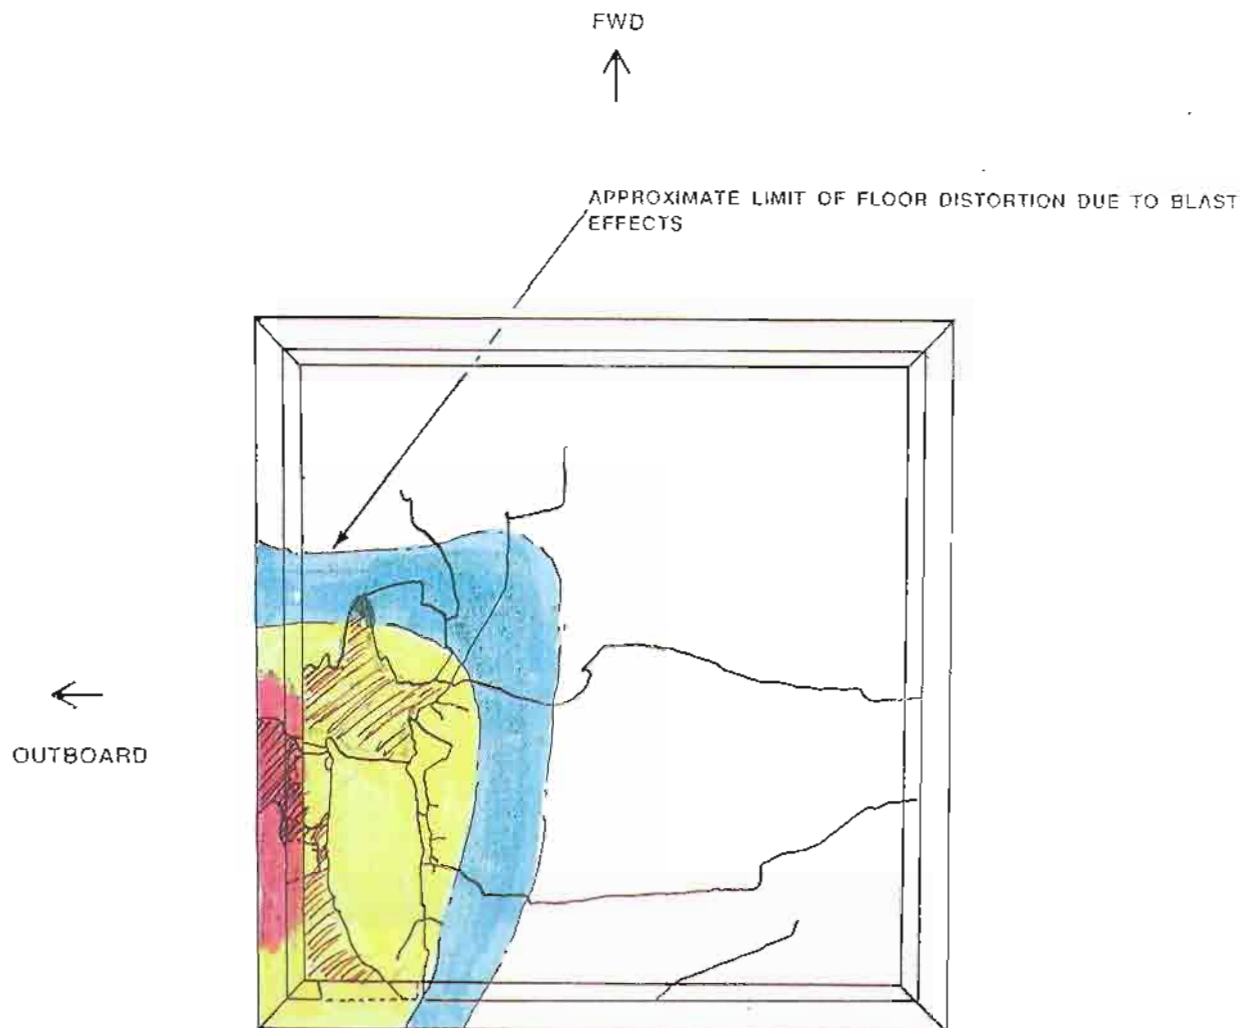 FWD
APPROXIMATE LIMIT OF FLOOR DISTORTION DUE TO BLAST
EFFECTS
OUTBOARD